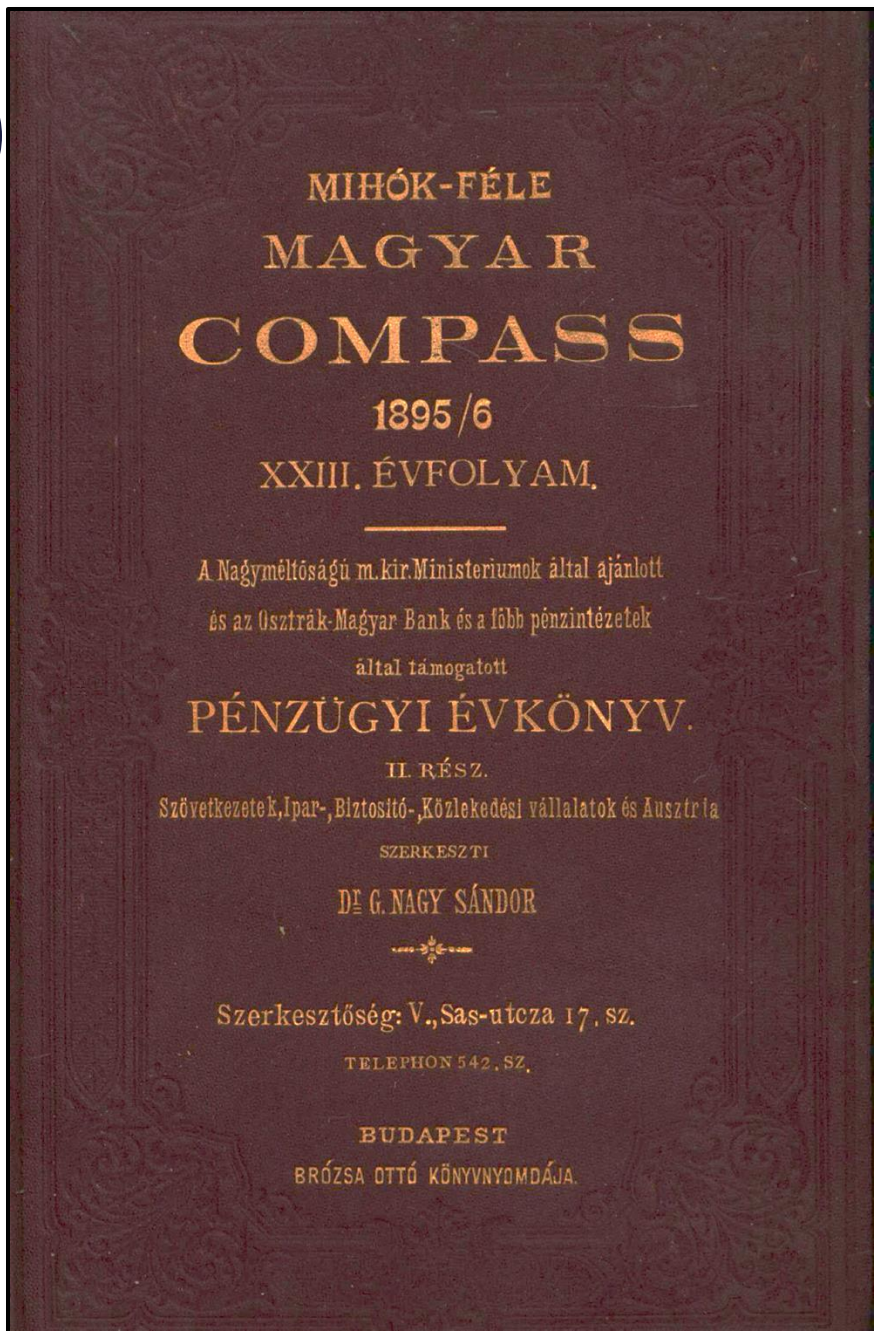 MIHÓK-FÉLE
MAGYAR
COMPASS
1895/6
XXIII. ÉVFOLYAM.
A Nagyméltóságú m.kir.Ministeriumok által ajánlott
és az Osztrák-Magyar Bank és a főbb pénzintézetek
által támogatott
PÉNZÜGYI ÉVKÖNYV.
II. RÉSZ.
Szövetkezetek,Ipar-,Biztositó-,Közlekedési vállalatok és Ausztria
SZERKESZTI
Dr G. NAGY SÁNDOR
Szerkesztőség: V.,Sas-utcza 17. sz.
TELEPHON 542. SZ.
BUDAPEST
BRÓZSA OTTÓ KÖNYVNYOMDÁJA.